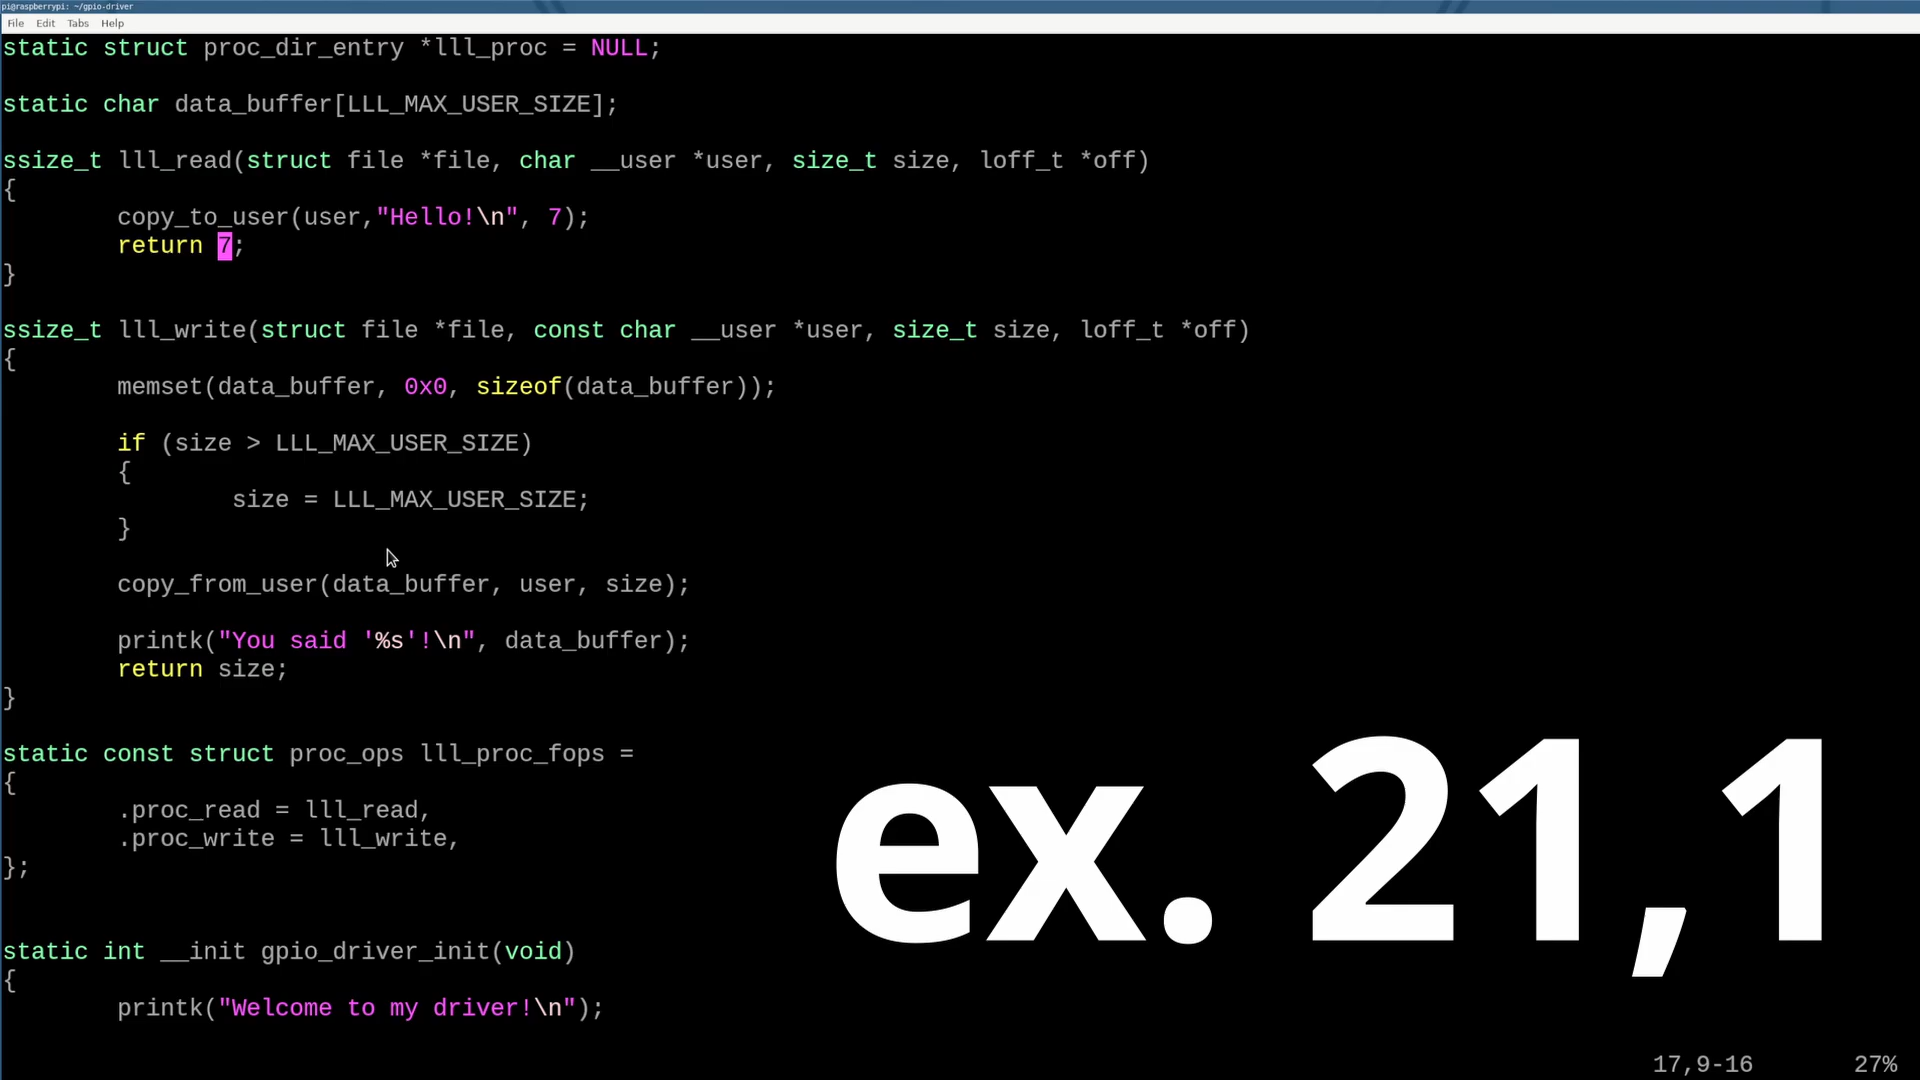 pi@raspberrypi: ~/gpio-driver
File Edit Tabs Help
static struct proc_dir_entry *lll_proc = NULL;
static char data_buffer[LLL_MAX_USER_SIZE];
ssize_t lll_read(struct file *file, char __user *user, size_t size, loff_t *off)
{
copy_to_user(user,"Hello!\n", 7);
return 7;
}
ssize_t lll_write(struct file *file, const char __user *user, size_t size, loff_t *off)
{
memset(data_buffer, 0x0, sizeof(data_buffer));
if (size > LLL_MAX_USER_SIZE)
{
size = LLL_MAX_USER_SIZE;
}
copy_from_user(data_buffer, user, size);
printk("You said '%s'!\n", data_buffer);
return size;
}
static const struct proc_ops lll_proc_fops =
{
.proc_read = lll_read,
.proc_write = lll_write,
};
ex. 21,1
static int __init gpio_driver_init(void)
{
printk("Welcome to my driver!\n");
17,9-16 27%